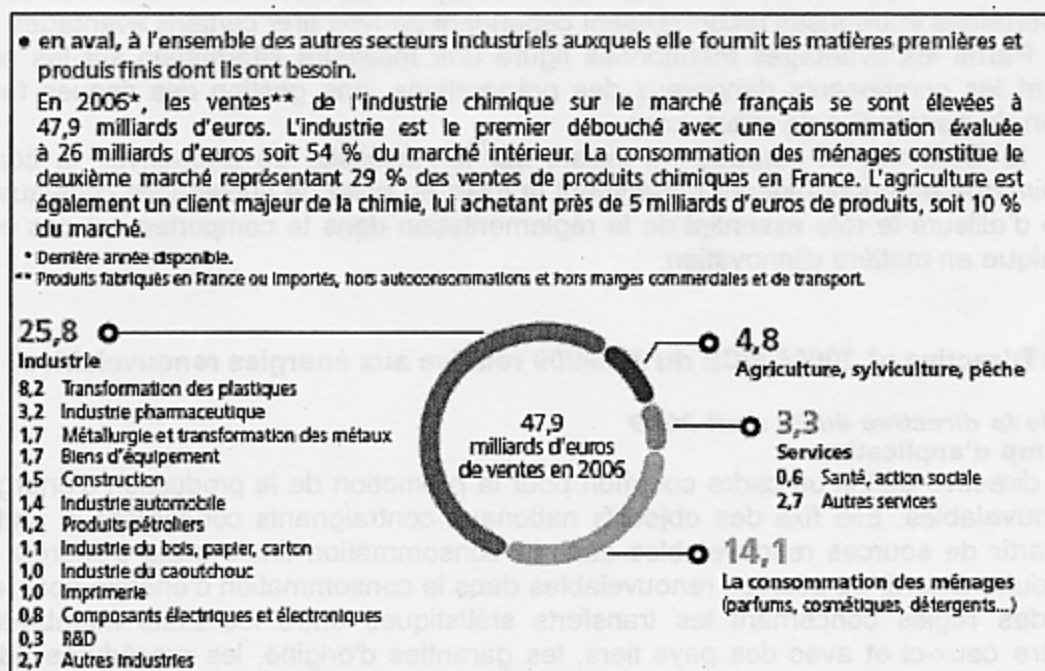 • en aval, à l'ensemble des autres secteurs industriels auxquels elle fournit les matières premières et
produits finis dont ils ont besoin.
En 2006*, les ventes** de l'industrie chimique sur le marché français se sont élevées à
47,9 milliards d'euros. L'industrie est le premier débouché avec une consommation évaluée
à 26 milliards d'euros soit 54 % du marché intérieur. La consommation des ménages constitue le
deuxième marché représentant 29 % des ventes de produits chimiques en France. L'agriculture est
également un client majeur de la chimie, lui achetant près de 5 milliards d'euros de produits, soit 10 %
du marché.
* Dernière année disponible.
** Produits fabriqués en France ou importés, hors autoconsommations et hors marges commerciales et de transport.
25,8
Industrie
8,2 Transformation des plastiques
3,2 Industrie pharmaceutique
1,7 Métallurgie et transformation des métaux
1,7 Biens d'équipement
1,5 Construction
1,4 Industrie automobile
1,2 Produits pétroliers
1,1 Industrie du bois, papier, carton
1,0 Industrie du caoutchouc
1,0 Imprimerie
0,8 Composants électriques et électroniques
0,3 R&D
2,7 Autres industries
47,9
milliards d'euros
de ventes en 2006
4,8
Agriculture, sylviculture, pêche
3,3
Services
0,6 Santé, action sociale
2,7 Autres services
14,1
La consommation des ménages
(parfums, cosmétiques, détergents...)